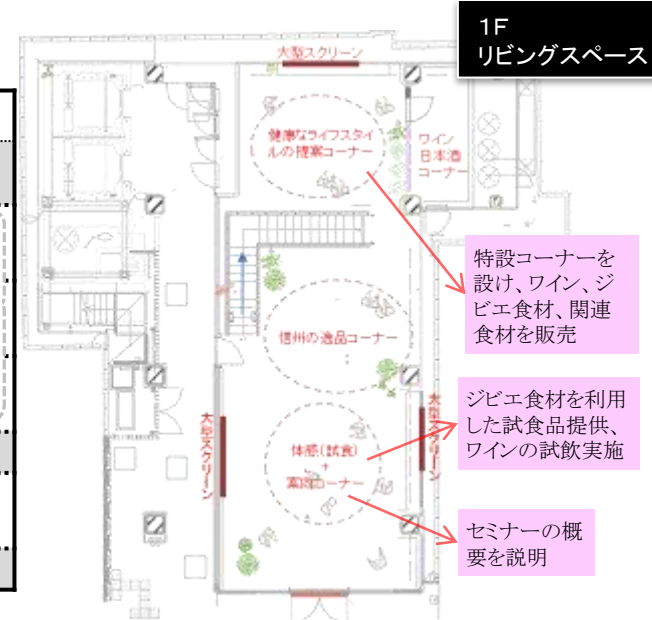 1F
リビングスペース
大型スクリーン
健康なライフスタイ
ルの提案コーナー
ワイン
日本酒
コーナー
特設コーナーを
設け、ワイン、ジ
ビエ食材、関連
食材を販売
信州の逸品コーナー
ジビエ食材を利用
した試食品提供、
ワインの試飲実施
大型スクリーン
大型スクリーン
体感(試食)
+
案内コーナー
セミナーの概
要を説明